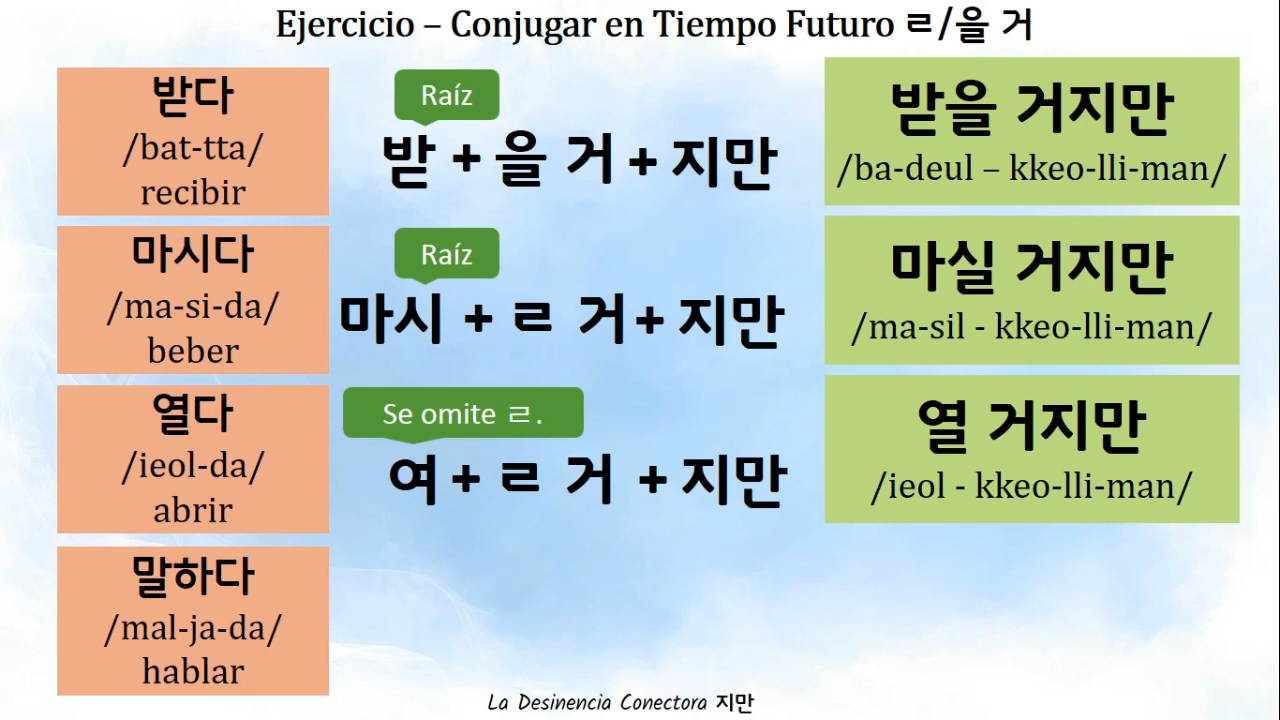 Ejercicio – Conjugar en Tiempo Futuro ㄹ/을 거
받다
/bat-tta/
recibir
Raíz
받 + 을 거 + 지만
받을 거지만
/ba-deul – kkeo-lli-man/
마시다
/ma-si-da/
beber
Raíz
마시 + ㄹ 거 + 지만
마실 거지만
/ma-sil - kkeo-lli-man/
열다
/ieol-da/
abrir
Se omite ㄹ.
여 + ㄹ 거 + 지만
열 거지만
/ieol - kkeo-lli-man/
말하다
/mal-ja-da/
hablar
La Desinencia Conectora 지만